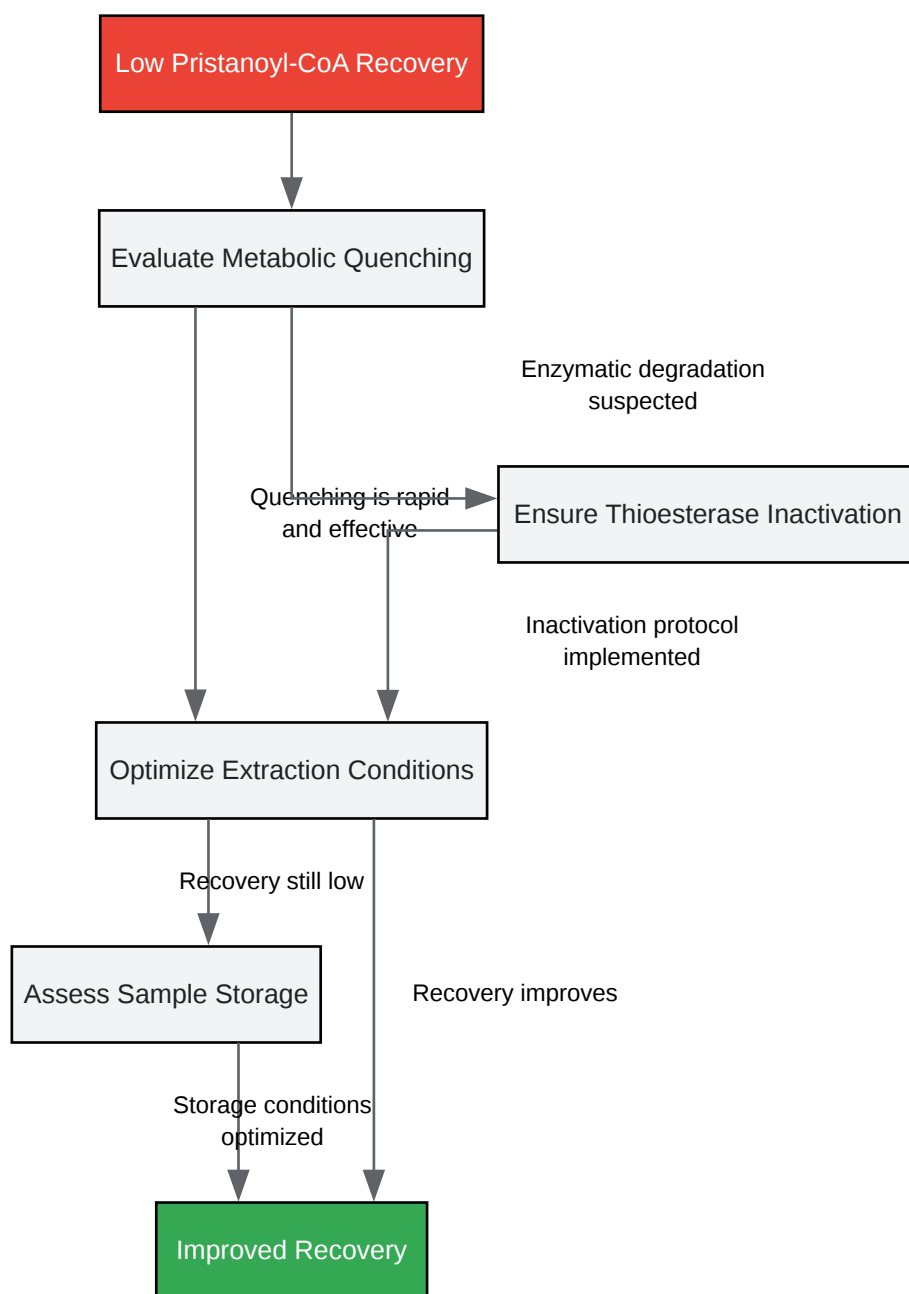 Low Pristanoyl-CoA Recovery
Evaluate Metabolic Quenching
Enzymatic degradation
suspected
Quenching is rapid
and effective
Ensure Thioesterase Inactivation
Inactivation protocol
implemented
Optimize Extraction Conditions
Recovery still low
Assess Sample Storage
Recovery improves
Storage conditions
optimized
Improved Recovery